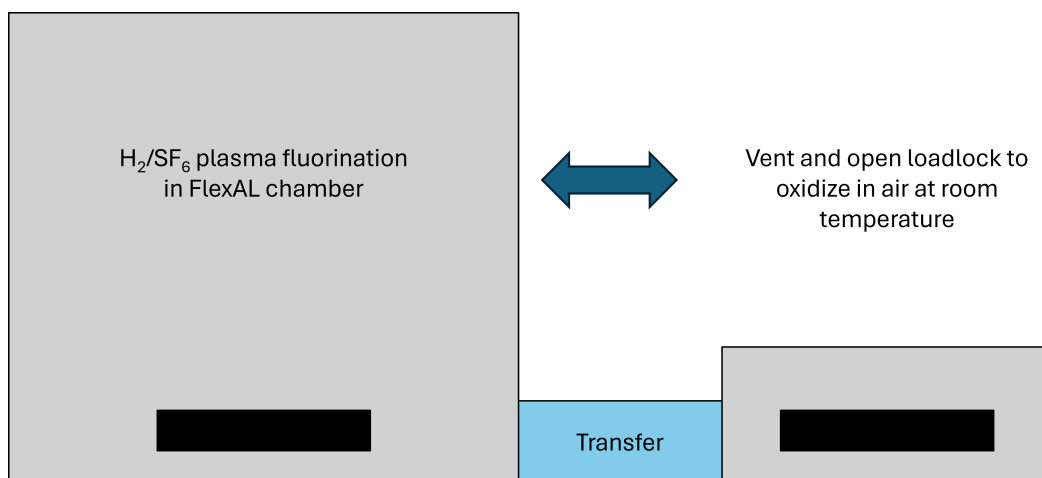 H₂/SF₆ plasma fluorination
in FlexAL chamber
Vent and open loadlock to
oxidize in air at room
temperature
Transfer